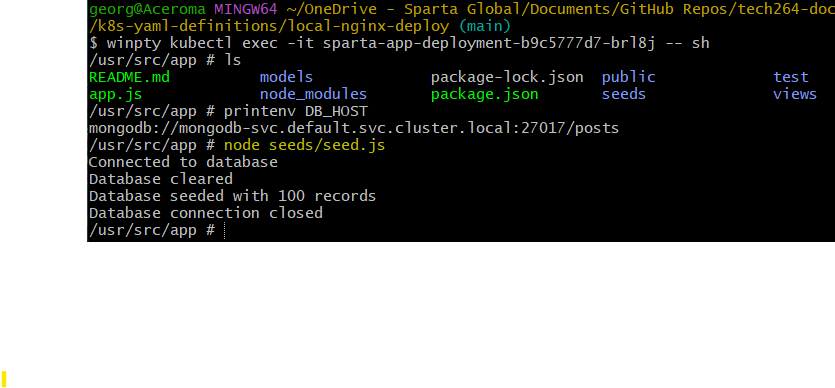 georg@Aceroma MINGW64 ~/OneDrive - Sparta Global/Documents/GitHub Repos/tech264-doc
/k8s-yaml-definitions/local-nginx-deploy (main)
$ winpty kubectl exec -it sparta-app-deployment-b9c5777d7-brl8j -- sh
/usr/src/app # ls
README.md models package-lock.json public test
app.js node_modules package.json seeds views
/usr/src/app # printenv DB_HOST
mongodb://mongodb-svc.default.svc.cluster.local:27017/posts
/usr/src/app # node seeds/seed.js
Connected to database
Database cleared
Database seeded with 100 records
Database connection closed
/usr/src/app #